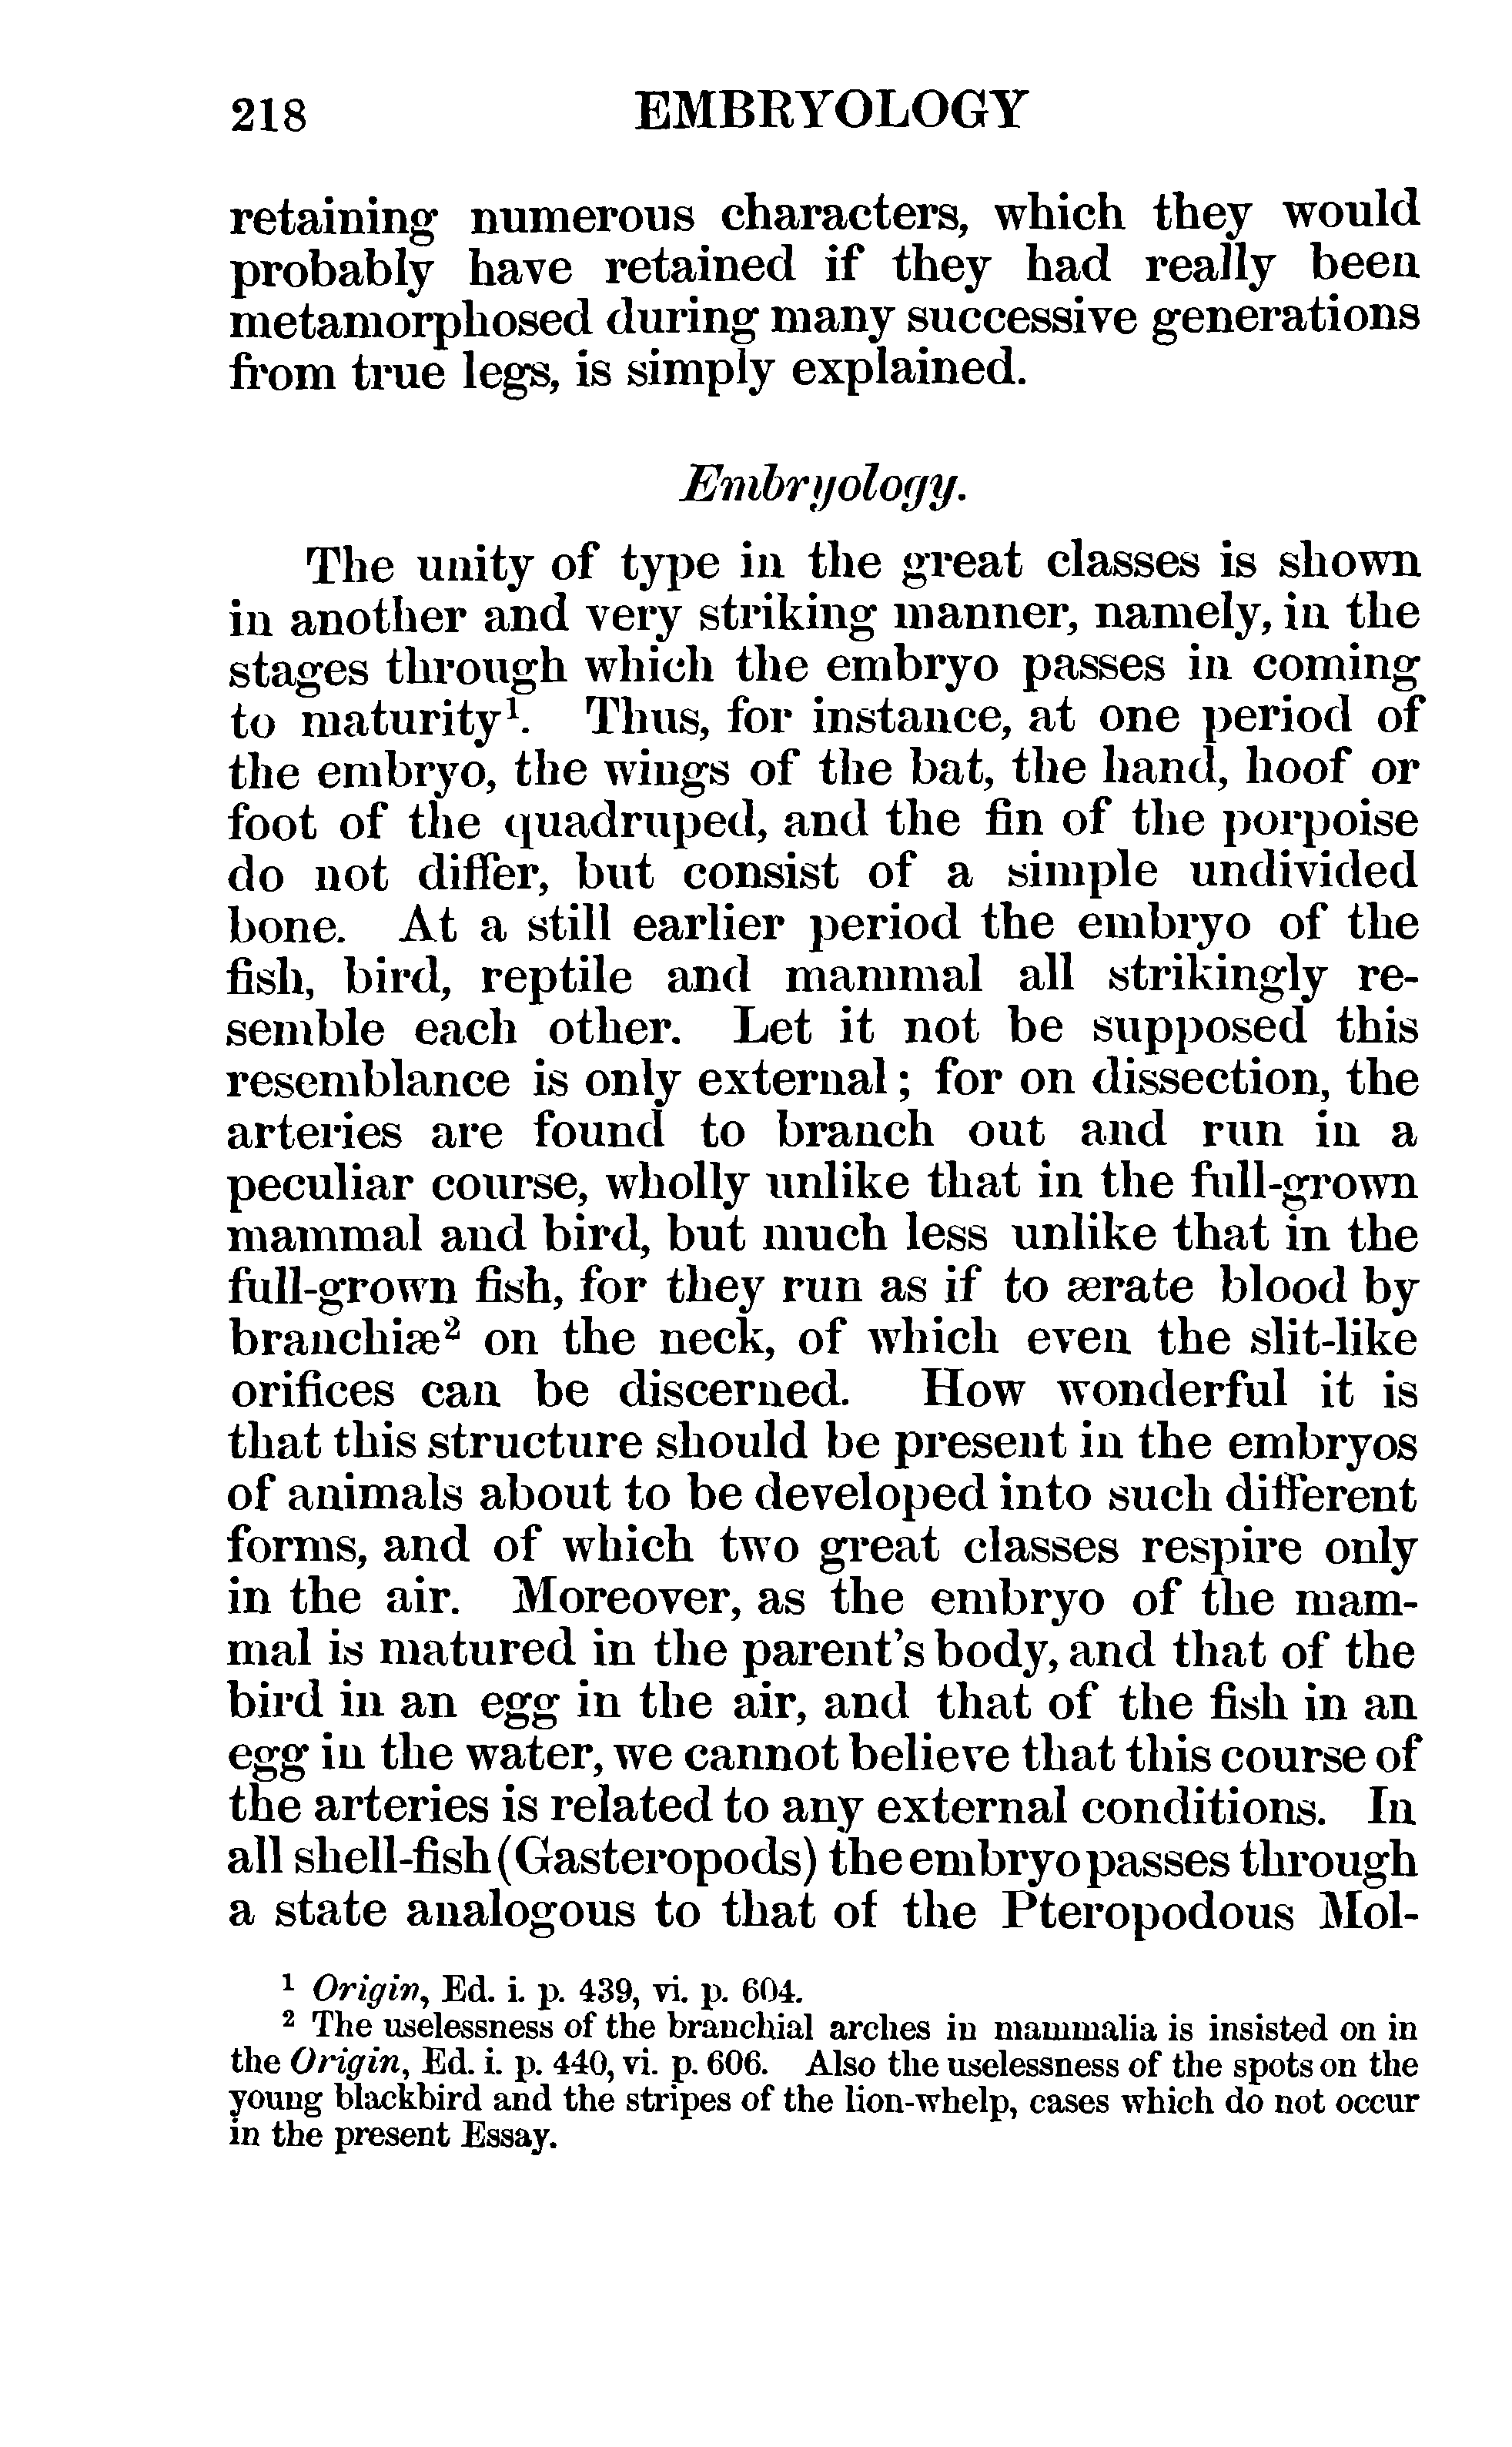 218 EMBRYOLOGY
retaining numerous characters, which they would
probably have retained if they had really been
metamorphosed during many successive generations
from true legs, is simply explained.
Embryology.
The unity of type in the great classes is shown
in another and very striking manner, namely, in the
stages through which the embryo passes in coming
to maturity¹. Thus, for instance, at one period of
the embryo, the wings of the bat, the hand, hoof or
foot of the quadruped, and the fin of the porpoise
do not differ, but consist of a simple undivided
bone. At a still earlier period the embryo of the
fish, bird, reptile and mammal all strikingly re-
semble each other. Let it not be supposed this
resemblance is only external; for on dissection, the
arteries are found to branch out and run in a
peculiar course, wholly unlike that in the full-grown
mammal and bird, but much less unlike that in the
full-grown fish, for they run as if to ærate blood by
branchiæ² on the neck, of which even the slit-like
orifices can be discerned. How wonderful it is
that this structure should be present in the embryos
of animals about to be developed into such different
forms, and of which two great classes respire only
in the air. Moreover, as the embryo of the mam-
mal is matured in the parent's body, and that of the
bird in an egg in the air, and that of the fish in an
egg in the water, we cannot believe that this course of
the arteries is related to any external conditions. In
all shell-fish (Gasteropods) the embryo passes through
a state analogous to that of the Pteropodous Mol-
¹ Origin, Ed. i. p. 439, vi. p. 604.
² The uselessness of the branchial arches in mammalia is insisted on in
the Origin, Ed. i. p. 440, vi. p. 606. Also the uselessness of the spots on the
young blackbird and the stripes of the lion-whelp, cases which do not occur
in the present Essay.